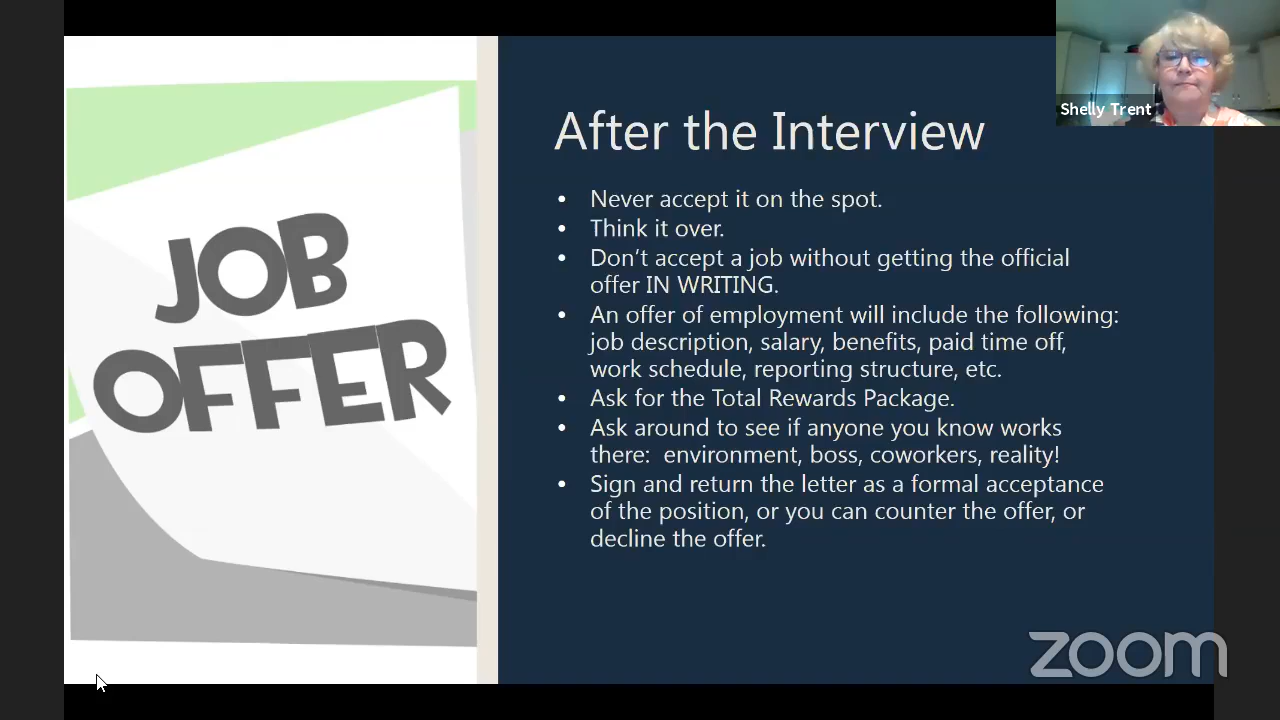 Shelly Trent
JOB
OFFER
After the Interview
• Never accept it on the spot.
• Think it over.
• Don’t accept a job without getting the official
offer IN WRITING.
• An offer of employment will include the following:
job description, salary, benefits, paid time off,
work schedule, reporting structure, etc.
• Ask for the Total Rewards Package.
• Ask around to see if anyone you know works
there:  environment, boss, coworkers, reality!
• Sign and return the letter as a formal acceptance
of the position, or you can counter the offer, or
decline the offer.
zoom